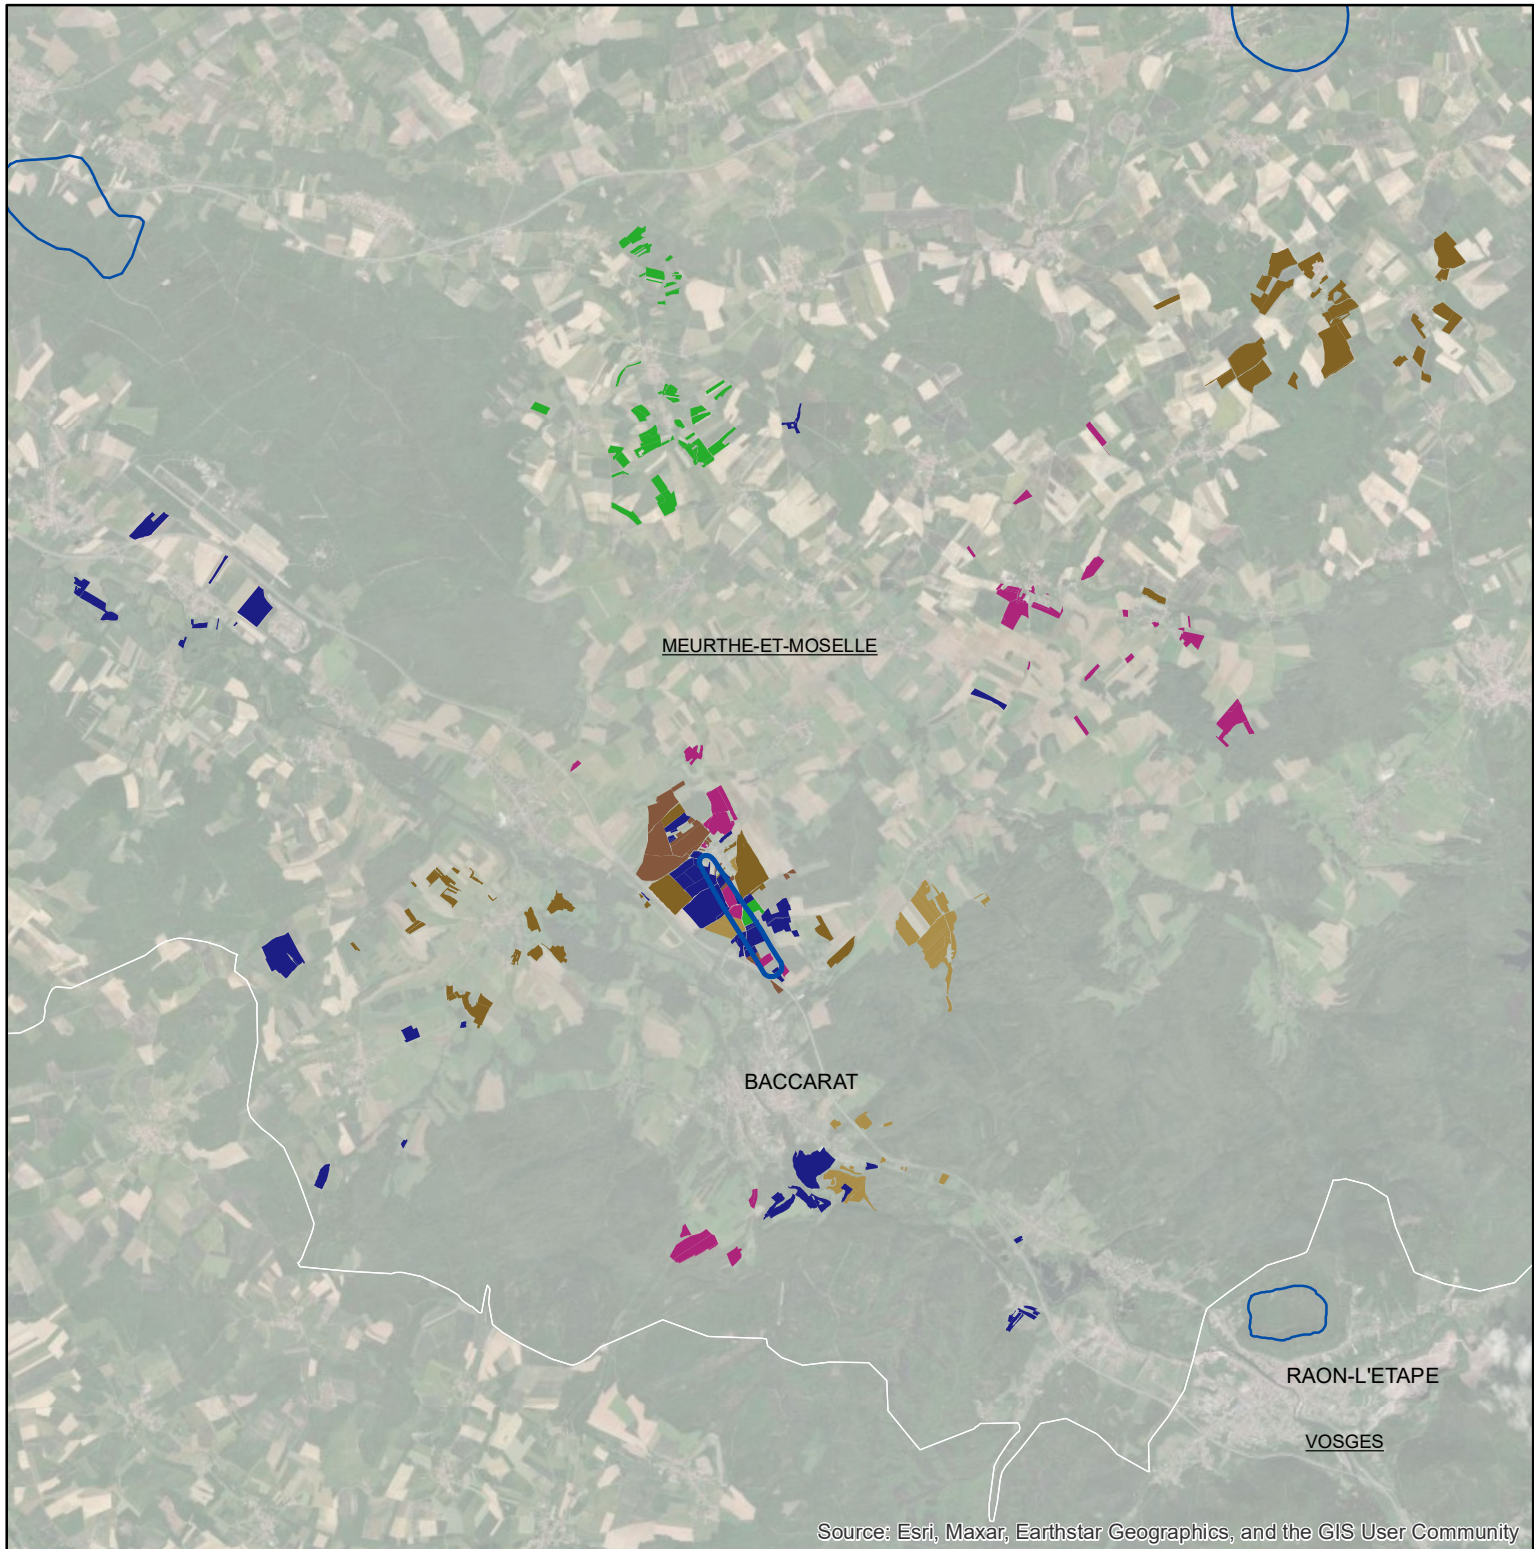 MEURTHE-ET-MOSELLE
BACCARAT
RAON-L'ETAPE
VOSGES
Source: Esri, Maxar, Earthstar Geographics, and the GIS User Community